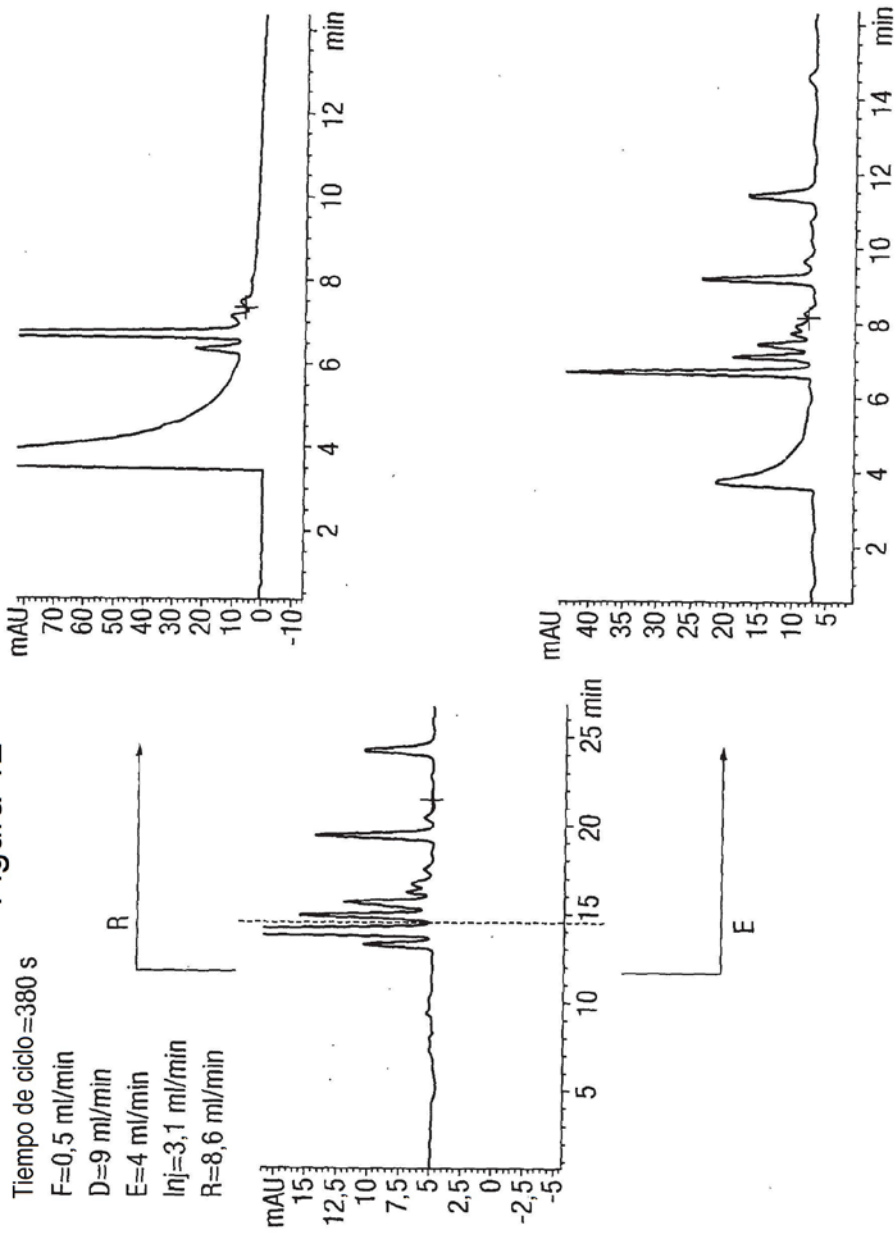 Figura 12
Tiempo de ciclo=380 s
F=0,5 ml/min
D=9 ml/min
E=4 ml/min
Inj=3,1 ml/min
R=8,6 ml/min
R
mAU
70
60
50
40
30
20
10
0
-10
2 4 6 8 10 12 min
mAU
15
12,5
10
7,5
5
2,5
0
-2,5
-5
5 10 15 20 25 min
E
mAU
40
35
30
25
20
15
10
5
2 4 6 8 10 12 14 min